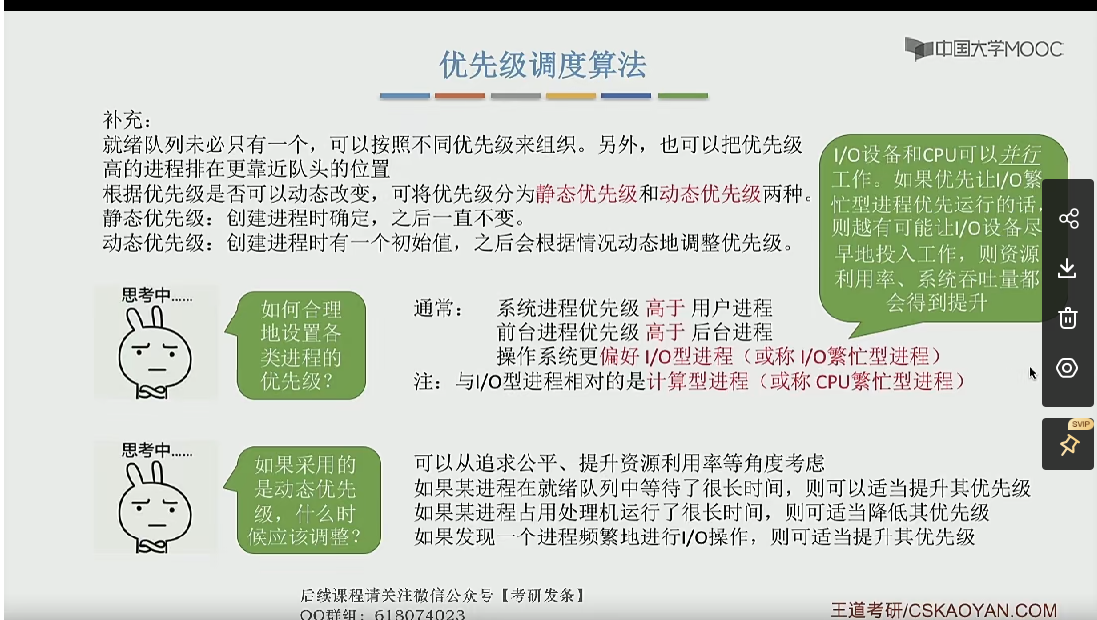 中国大学MOOC
优先级调度算法
补充：
就绪队列未必只有一个，可以按照不同优先级来组织。另外，也可以把优先级
高的进程排在更靠近队头的位置
根据优先级是否可以动态改变，可将优先级分为静态优先级和动态优先级两种。
静态优先级：创建进程时确定，之后一直不变。
动态优先级：创建进程时有一个初始值，之后会根据情况动态地调整优先级。
I/O设备和CPU可以并行
工作。如果优先让I/O繁
忙型进程优先运行的话，
则越有可能让I/O设备尽
早地投入工作，则资源
利用率、系统吞吐量都
会得到提升
思考中......
如何合理
地设置各
类进程的
优先级？
通常： 系统进程优先级 高于 用户进程
前台进程优先级 高于 后台进程
操作系统更偏好 I/O型进程（或称 I/O繁忙型进程）
注：与I/O型进程相对的是计算型进程（或称 CPU繁忙型进程）
SVIP
思考中......
如果采用的
是动态优先
级，什么时
候应该调整？
可以从追求公平、提升资源利用率等角度考虑
如果某进程在就绪队列中等待了很长时间，则可以适当提升其优先级
如果某进程占用处理机运行了很长时间，则可适当降低其优先级
如果发现一个进程频繁地进行I/O操作，则可适当提升其优先级
后续课程请关注微信公众号【考研发条】
QQ群组：618074023
王道考研/CSKAOYAN.COM